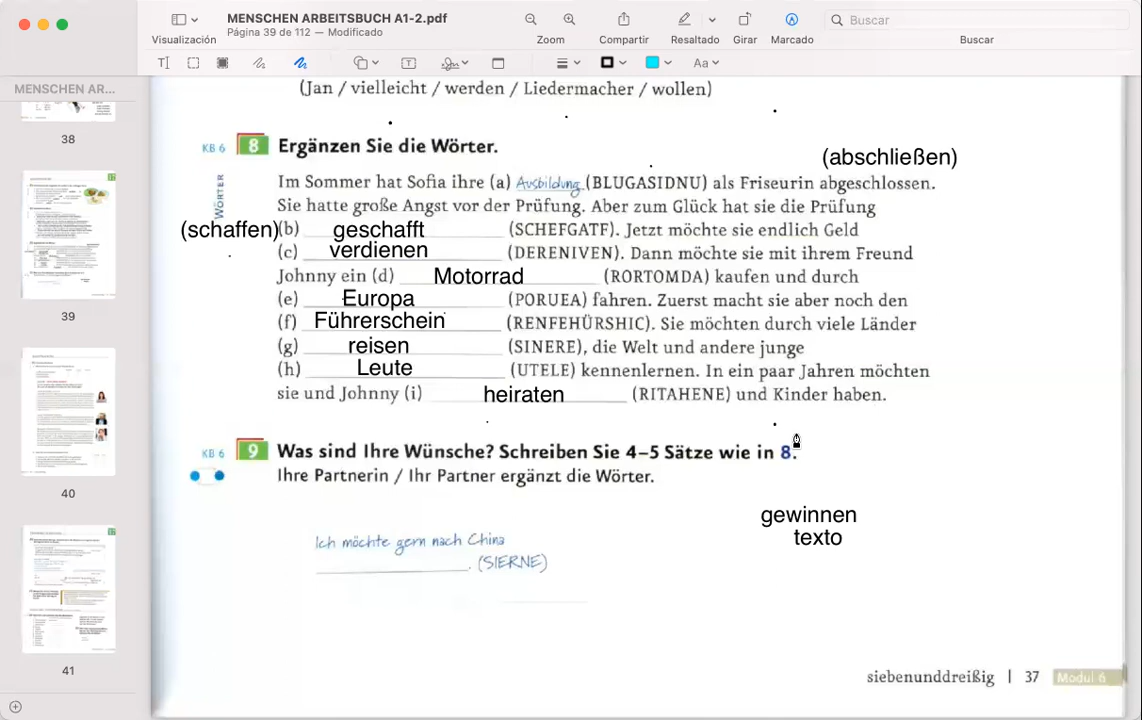 MENSCHEN ARBEITSBUCH A1-2.pdf
Página 39 de 112 — Modificado
Visualización
Zoom
Compartir
Resaltado
Girar
Marcado
Buscar
Buscar
Aa
MENSCHEN AR...
38
39
40
41
(Jan / vielleicht / werden / Liedermacher / wollen)
KB 6 8 Ergänzen Sie die Wörter.
WÖRTER
(abschließen)
Im Sommer hat Sofia ihre (a) Ausbildung (BLUGASIDNU) als Friseurin abgeschlossen.
Sie hatte große Angst vor der Prüfung. Aber zum Glück hat sie die Prüfung
(schaffen)(b) geschafft (SCHEFGATF). Jetzt möchte sie endlich Geld
(c) verdienen (DERENIVEN). Dann möchte sie mit ihrem Freund
Johnny ein (d) Motorrad (RORTOMDA) kaufen und durch
(e) Europa (PORUEA) fahren. Zuerst macht sie aber noch den
(f) Führerschein (RENFEHÜRSHIC). Sie möchten durch viele Länder
(g) reisen (SINERE), die Welt und andere junge
(h) Leute (UTELE) kennenlernen. In ein paar Jahren möchten
sie und Johnny (i) heiraten (RITAHENE) und Kinder haben.
KB 6 9 Was sind Ihre Wünsche? Schreiben Sie 4–5 Sätze wie in 8.
Ihre Partnerin / Ihr Partner ergänzt die Wörter.
gewinnen
texto
Ich möchte gern nach China
. (SIERNE)
siebenunddreißig | 37 Modul 6